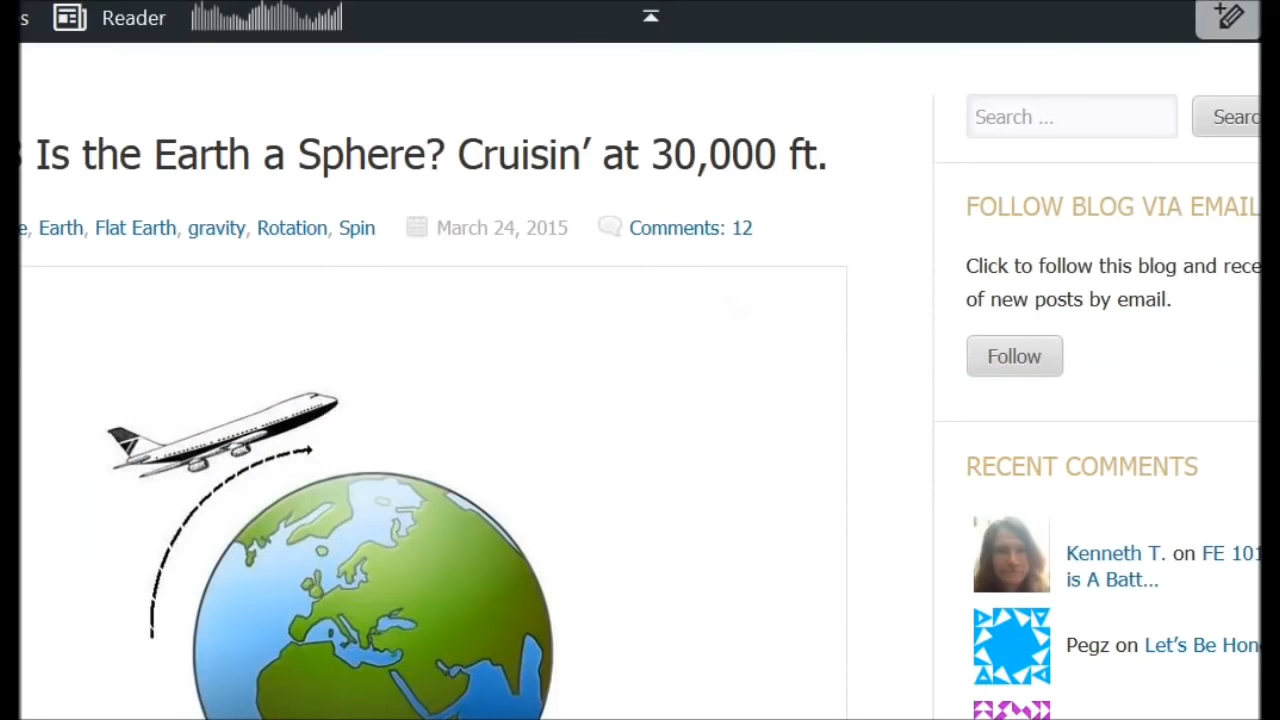 s Reader
Is the Earth a Sphere? Cruisin’ at 30,000 ft.
e, Earth, Flat Earth, gravity, Rotation, Spin March 24, 2015 Comments: 12
Search ... Searc
FOLLOW BLOG VIA EMAIL
Click to follow this blog and rece
of new posts by email.
Follow
RECENT COMMENTS
Kenneth T. on FE 101
is A Batt...
Pegz on Let’s Be Hon